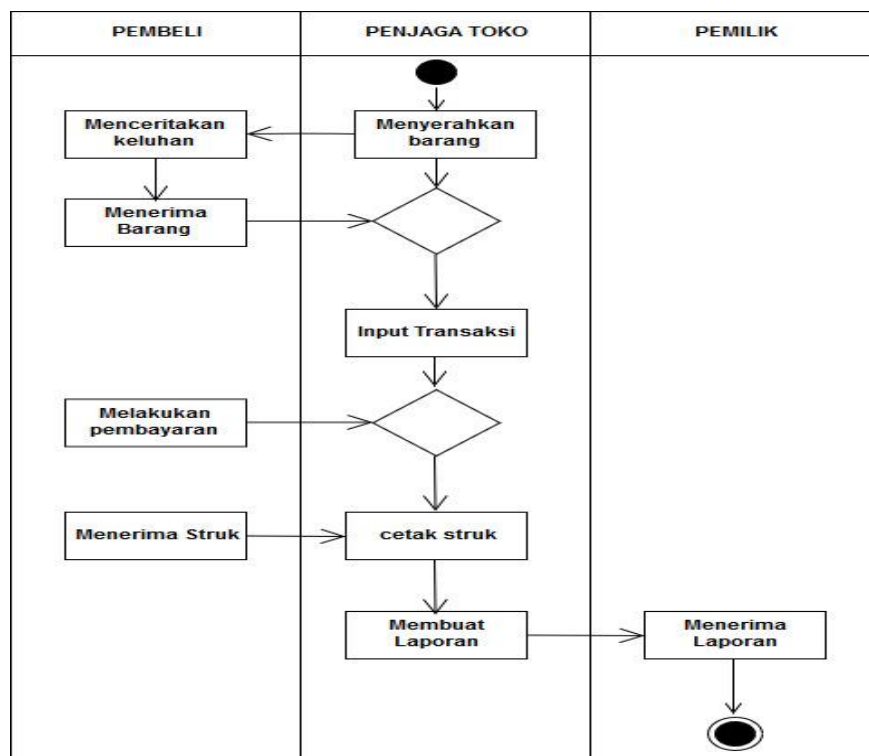 PEMBELI
PENJAGA TOKO
PEMILIK
Menceritakan
keluhan
Menyerahkan
barang
Menerima
Barang
Input Transaksi
Melakukan
pembayaran
Menerima Struk
cetak struk
Membuat
Laporan
Menerima
Laporan